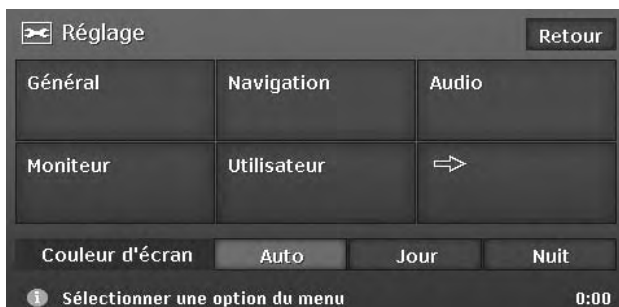 Réglage
Retour
Général Navigation Audio
Moniteur Utilisateur
Couleur d'écran Auto Jour Nuit
Sélectionner une option du menu 0:00